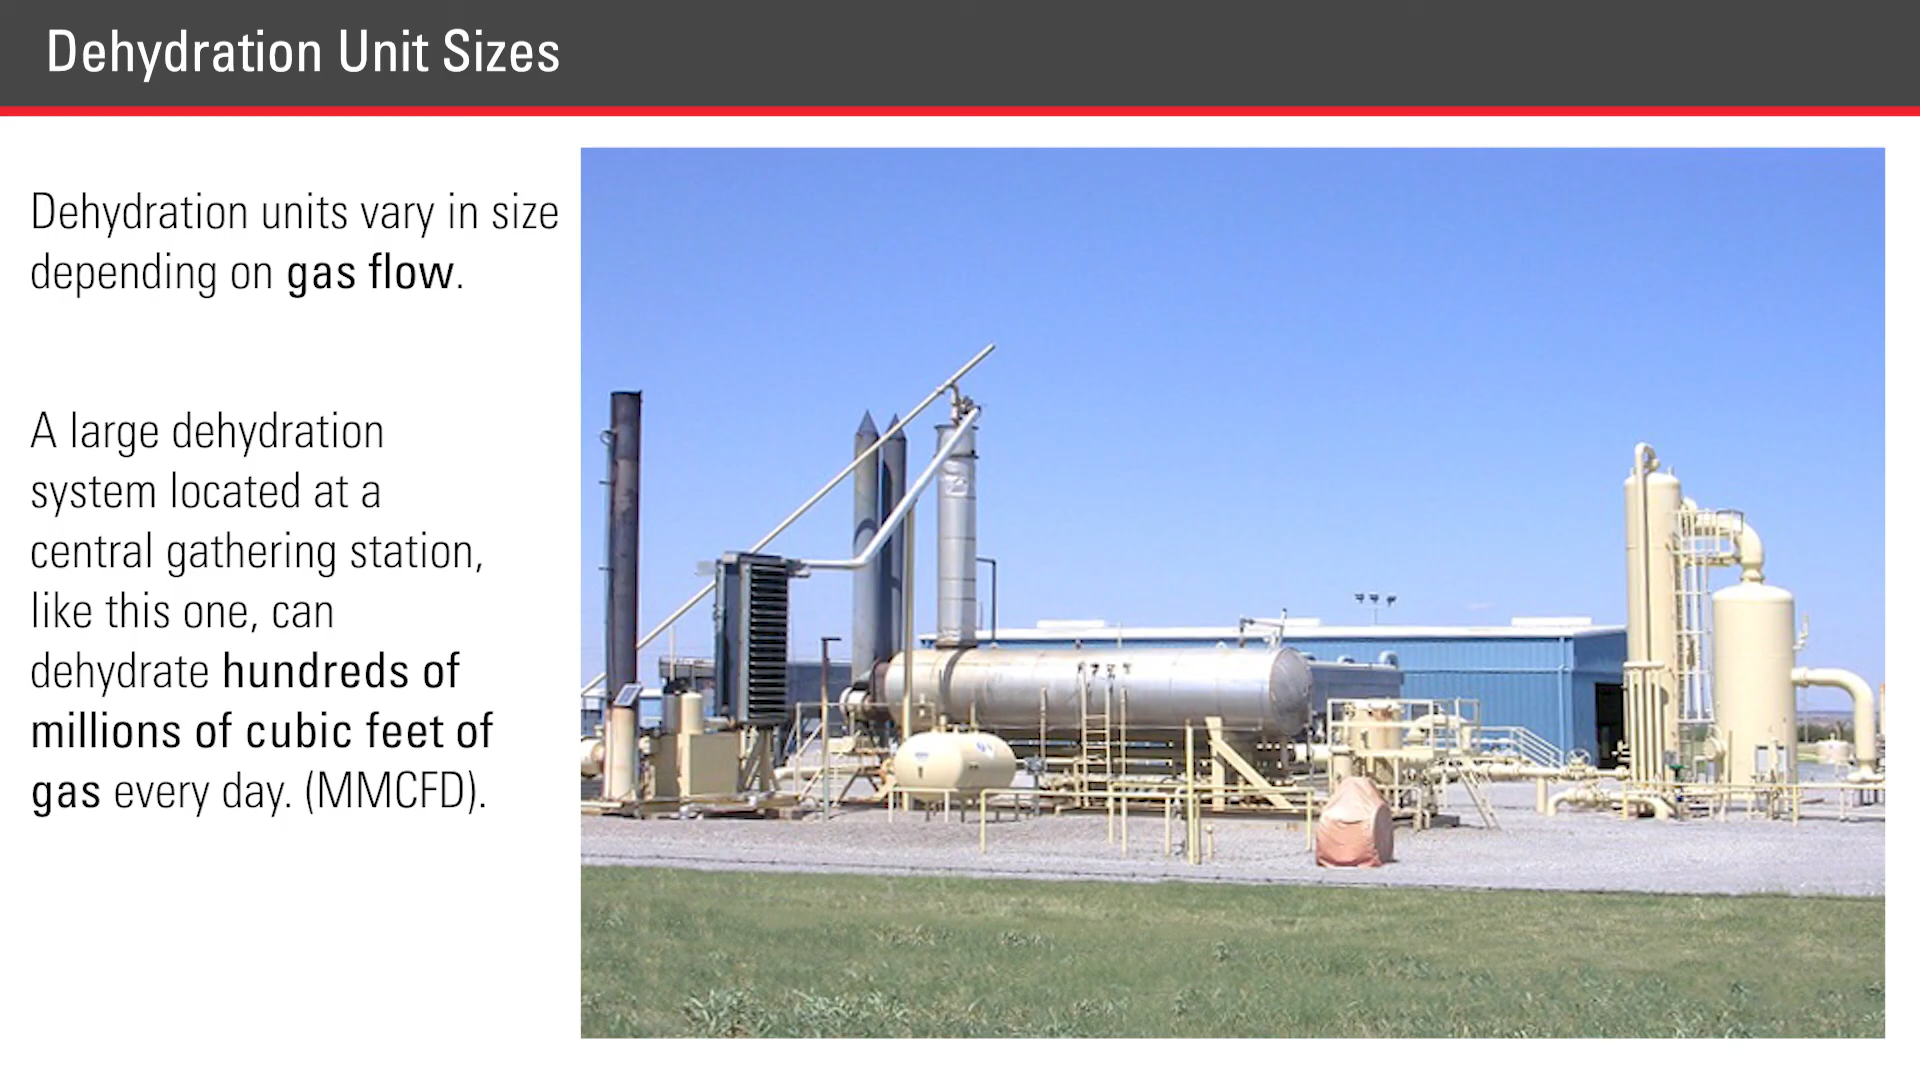 Dehydration Unit Sizes
Dehydration units vary in size
depending on gas flow.
A large dehydration
system located at a
central gathering station,
like this one, can
dehydrate hundreds of
millions of cubic feet of
gas every day. (MMCFD).